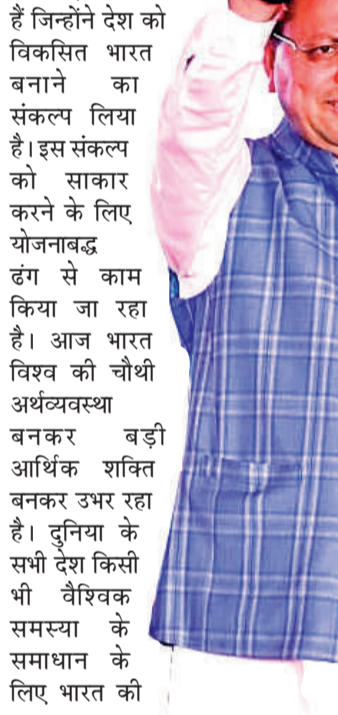 हैं जिन्होंने देश को
विकसित भारत
बनाने का
संकल्प लिया
है। इस संकल्प
को साकार
करने के लिए
योजनाबद्ध
ढंग से काम
किया जा रहा
है। आज भारत
विश्व की चौथी
अर्थव्यवस्था
बनकर बड़ी
आर्थिक शक्ति
बनकर उभर रहा
है। दुनिया के
सभी देश किसी
भी वैश्विक
समस्या के
समाधान के
लिए भारत की